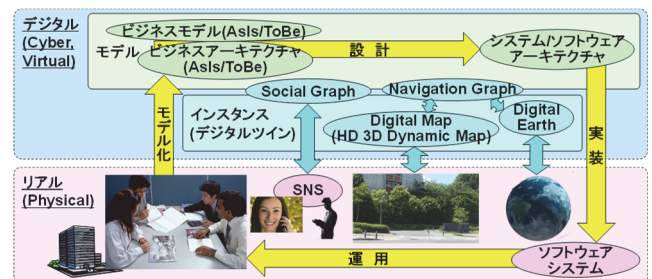 デジタル
(Cyber,
Virtual)
ビジネスモデル(AsIs/ToBe)
モデル
ビジネスアーキテクチャ
(AsIs/ToBe)
設 計
システム/ソフトウェア
アーキテクチャ
Social Graph
Navigation Graph
インスタンス
(デジタルツイン)
Digital Map
(HD 3D Dynamic Map)
Digital
Earth
モデル化
実 装
リアル
(Physical)
SNS
運 用
ソフトウェア
システム